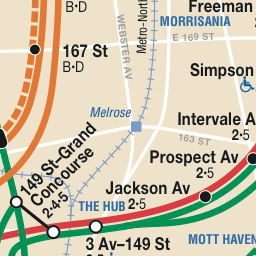 B•D
WEBSTER AV
Metro-North
Freeman
MORRISANIA
E 169 ST
167 St
B•D
Simpson
Melrose
Intervale A
2•5
163 ST
Prospect Av
2•5
149 St–Grand
Concourse
2•4•5
Jackson Av
2•5
THE HUB
3 Av–149 St
MOTT HAVEN